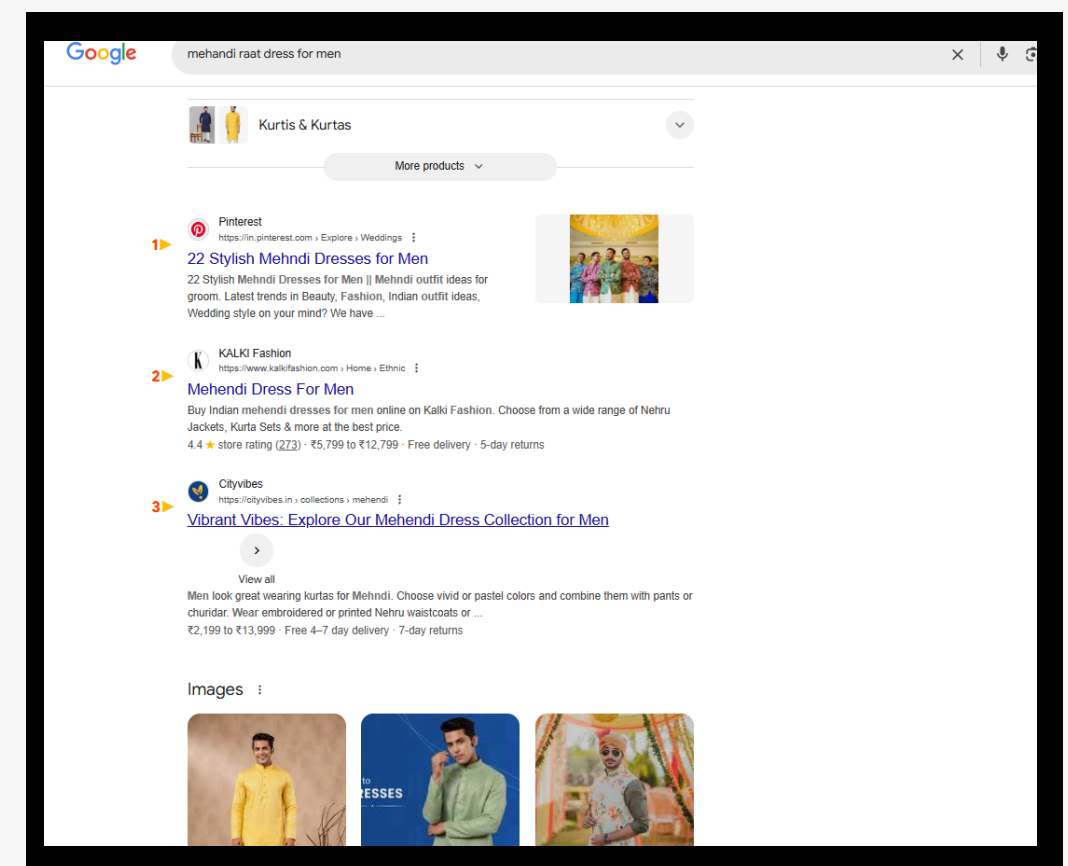 Google
mehandi raat dress for men
Kurtis & Kurtas
More products
Pinterest
https://in.pinterest.com › Explore › Weddings
1
22 Stylish Mehndi Dresses for Men
22 Stylish Mehndi Dresses for Men || Mehndi outfit ideas for
groom. Latest trends in Beauty, Fashion, Indian outfit ideas,
Wedding style on your mind? We have ...
KALKI Fashion
https://www.kalkifashion.com › Home › Ethnic
2
Mehendi Dress For Men
Buy Indian mehendi dresses for men online on Kalki Fashion. Choose from a wide range of Nehru
Jackets, Kurta Sets & more at the best price.
4.4 ★ store rating (273) · ₹5,799 to ₹12,799 · Free delivery · 5-day returns
Cityvibes
https://cityvibes.in › collections › mehendi
3
Vibrant Vibes: Explore Our Mehendi Dress Collection for Men
View all
Men look great wearing kurtas for Mehndi. Choose vivid or pastel colors and combine them with pants or
churidar. Wear embroidered or printed Nehru waistcoats or ...
₹2,199 to ₹13,999 · Free 4–7 day delivery · 7-day returns
Images
to
RESSES